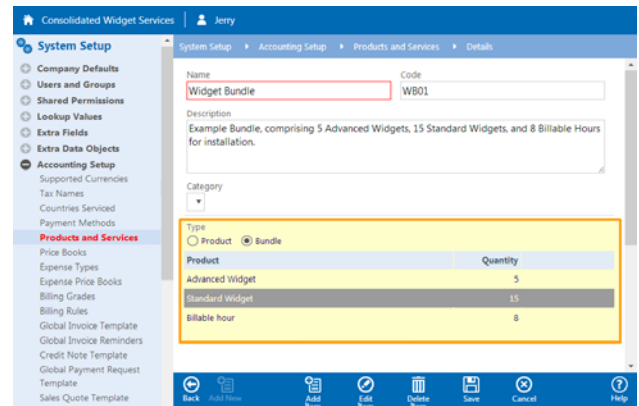 Consolidated Widget Services
Jerry
System Setup
Company Defaults
Users and Groups
Shared Permissions
Lookup Values
Extra Fields
Extra Data Objects
Accounting Setup
Supported Currencies
Tax Names
Countries Serviced
Payment Methods
Products and Services
Price Books
Expense Types
Expense Price Books
Billing Grades
Billing Rules
Global Invoice Template
Global Invoice Reminders
Credit Note Template
Global Payment Request
Template
Sales Quote Template
System Setup Accounting Setup Products and Services Details
Name Code
Widget Bundle WB01
Description
Example Bundle, comprising 5 Advanced Widgets, 15 Standard Widgets, and 8 Billable Hours
for installation.
Category
Type
Product Bundle
Product Quantity
Advanced Widget 5
Standard Widget 15
Billable hour 8
Back Add New Add Edit Delete Save Cancel Help